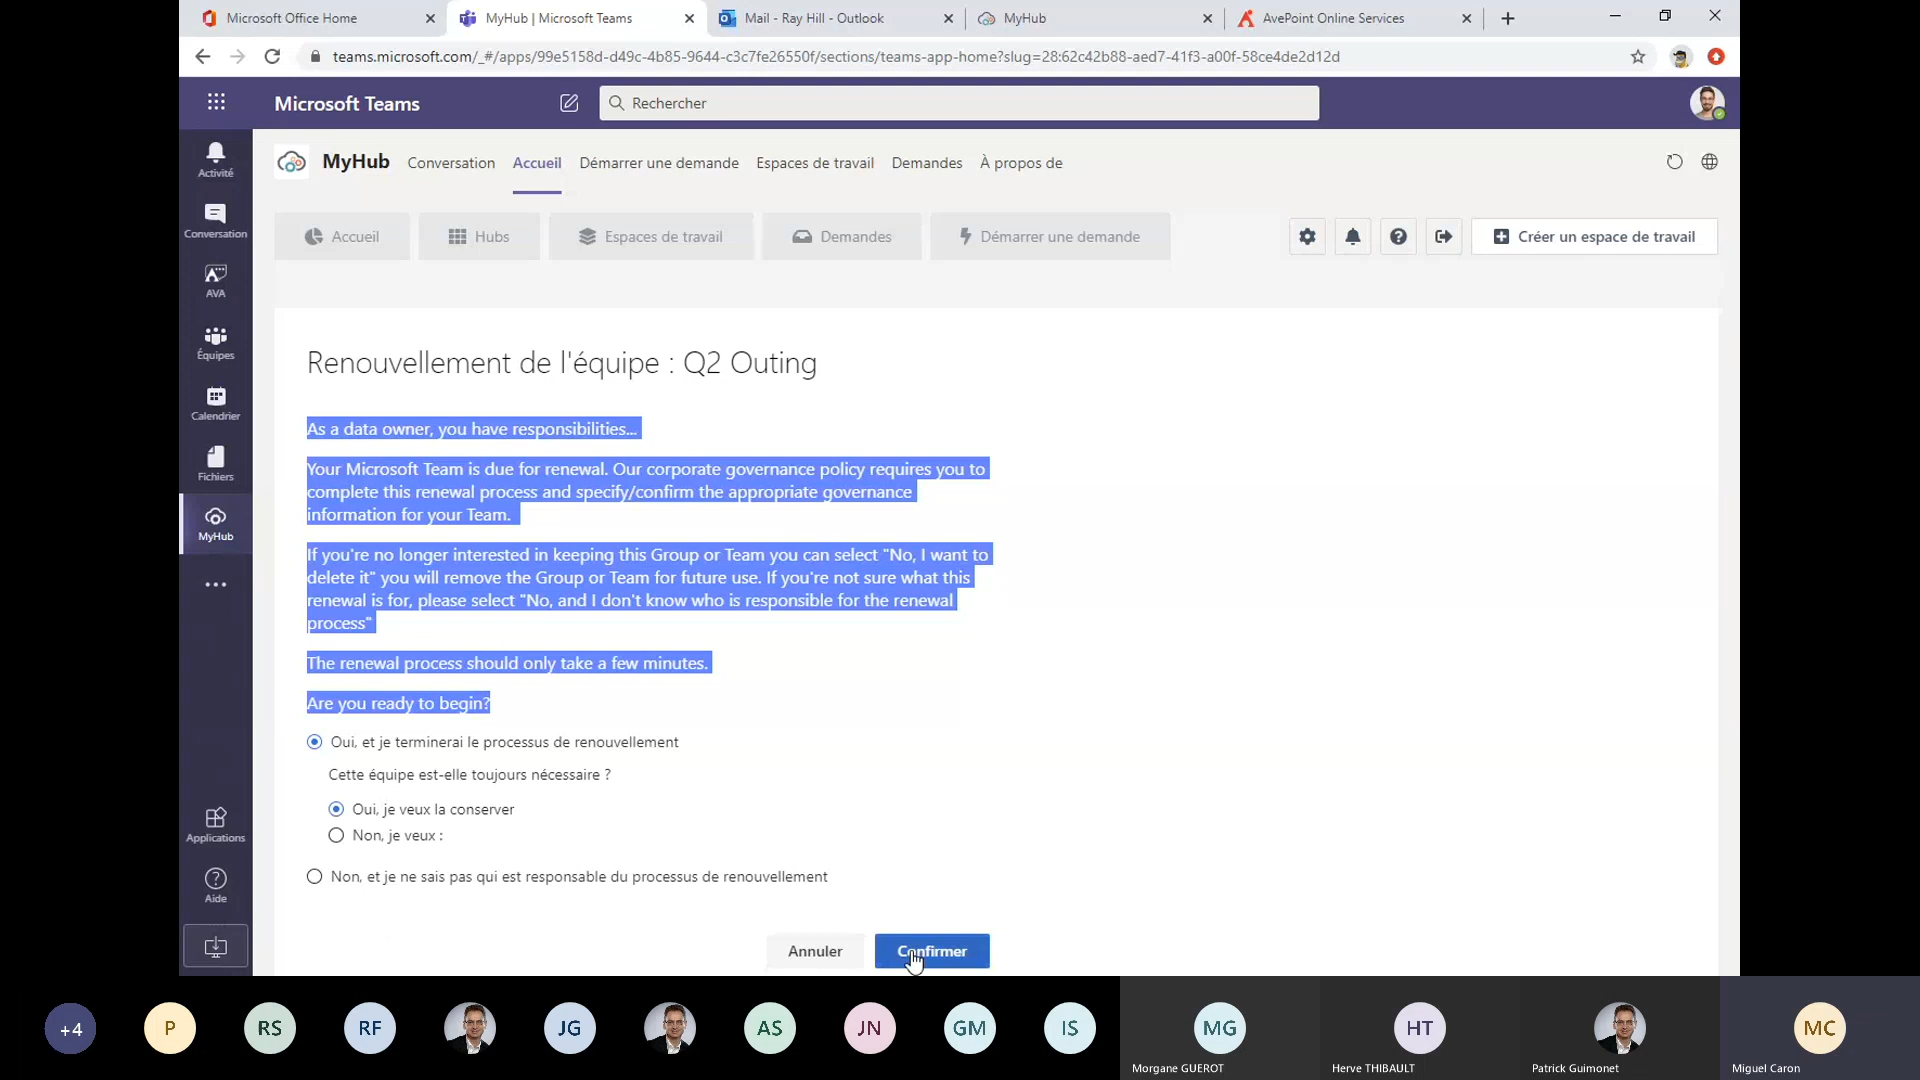 Microsoft Office Home
MyHub | Microsoft Teams
Mail - Ray Hill - Outlook
MyHub
AvePoint Online Services
teams.microsoft.com/_#/apps/99e5158d-d49c-4b85-9644-c3c7fe26550f/sections/teams-app-home?slug=28:62c42b88-aed7-41f3-a00f-58ce4de2d12d
Microsoft Teams
Rechercher
Activité
Conversation
AVA
Équipes
Calendrier
Fichiers
MyHub
Applications
Aide
MyHub Conversation Accueil Démarrer une demande Espaces de travail Demandes À propos de
Accueil Hubs Espaces de travail Demandes Démarrer une demande Créer un espace de travail
Renouvellement de l'équipe : Q2 Outing
As a data owner, you have responsibilities...
Your Microsoft Team is due for renewal. Our corporate governance policy requires you to
complete this renewal process and specify/confirm the appropriate governance
information for your Team.
If you're no longer interested in keeping this Group or Team you can select "No, I want to
delete it" you will remove the Group or Team for future use. If you're not sure what this
renewal is for, please select "No, and I don't know who is responsible for the renewal
process"
The renewal process should only take a few minutes.
Are you ready to begin?
Oui, et je terminerai le processus de renouvellement
Cette équipe est-elle toujours nécessaire ?
Oui, je veux la conserver
Non, je veux :
Non, et je ne sais pas qui est responsable du processus de renouvellement
Annuler Confirmer
+4 P RS RF JG AS JN GM IS MG HT MC
Morgane GUEROT Herve THIBAULT Patrick Guimonet Miguel Caron